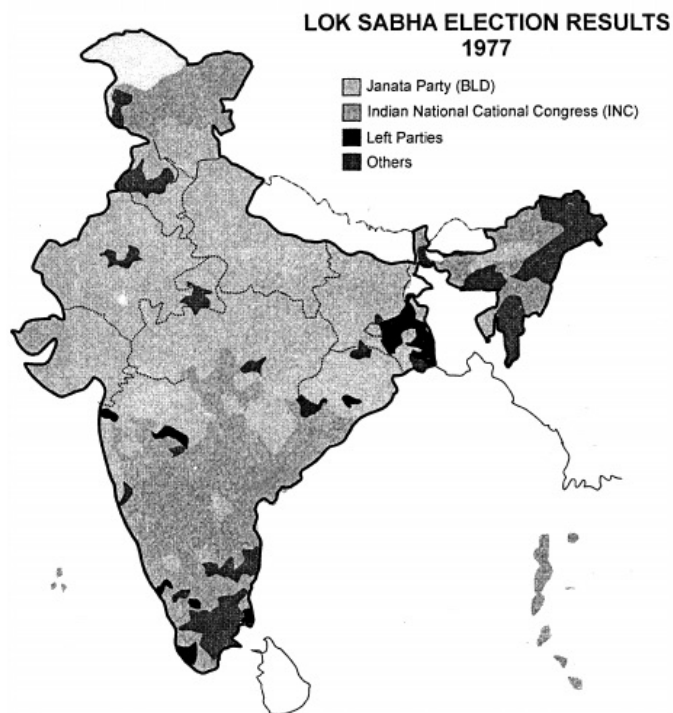 LOK SABHA ELECTION RESULTS
1977
Janata Party (BLD)
Indian National Cational Congress (INC)
Left Parties
Others